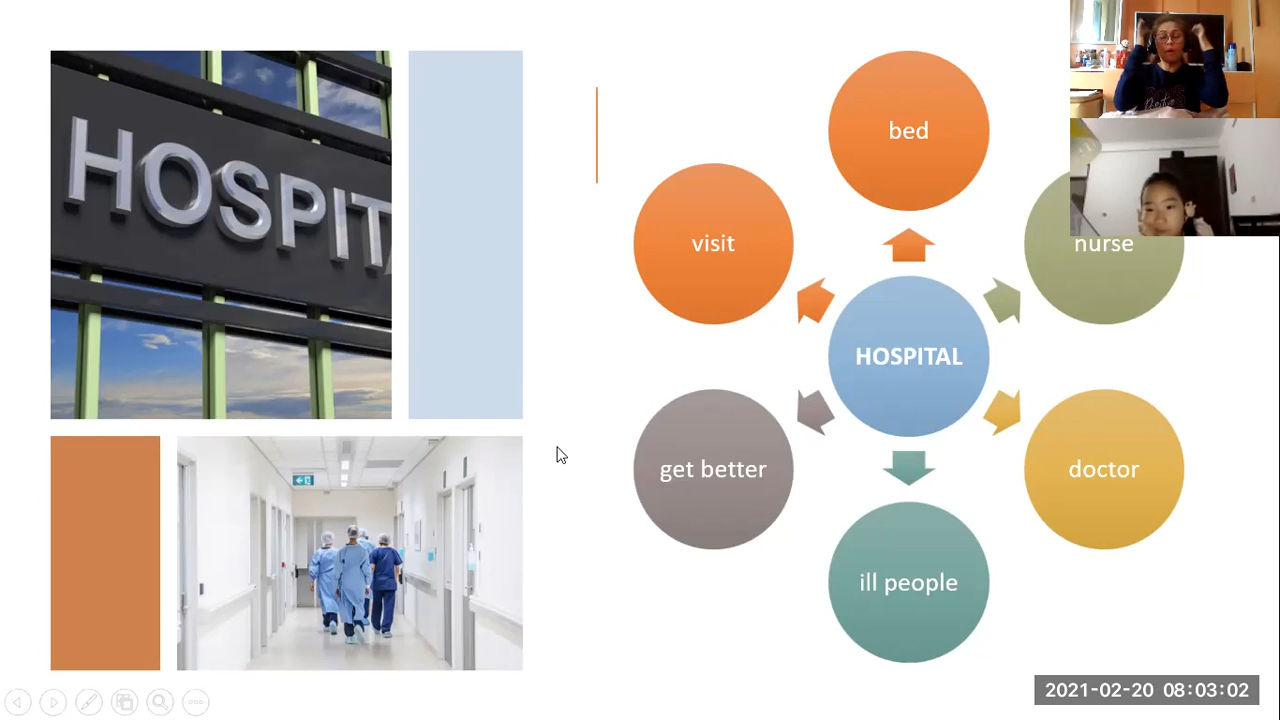 HOSPIT
bed
visit
nurse
HOSPITAL
get better
doctor
ill people
2021-02-20 08:03:02